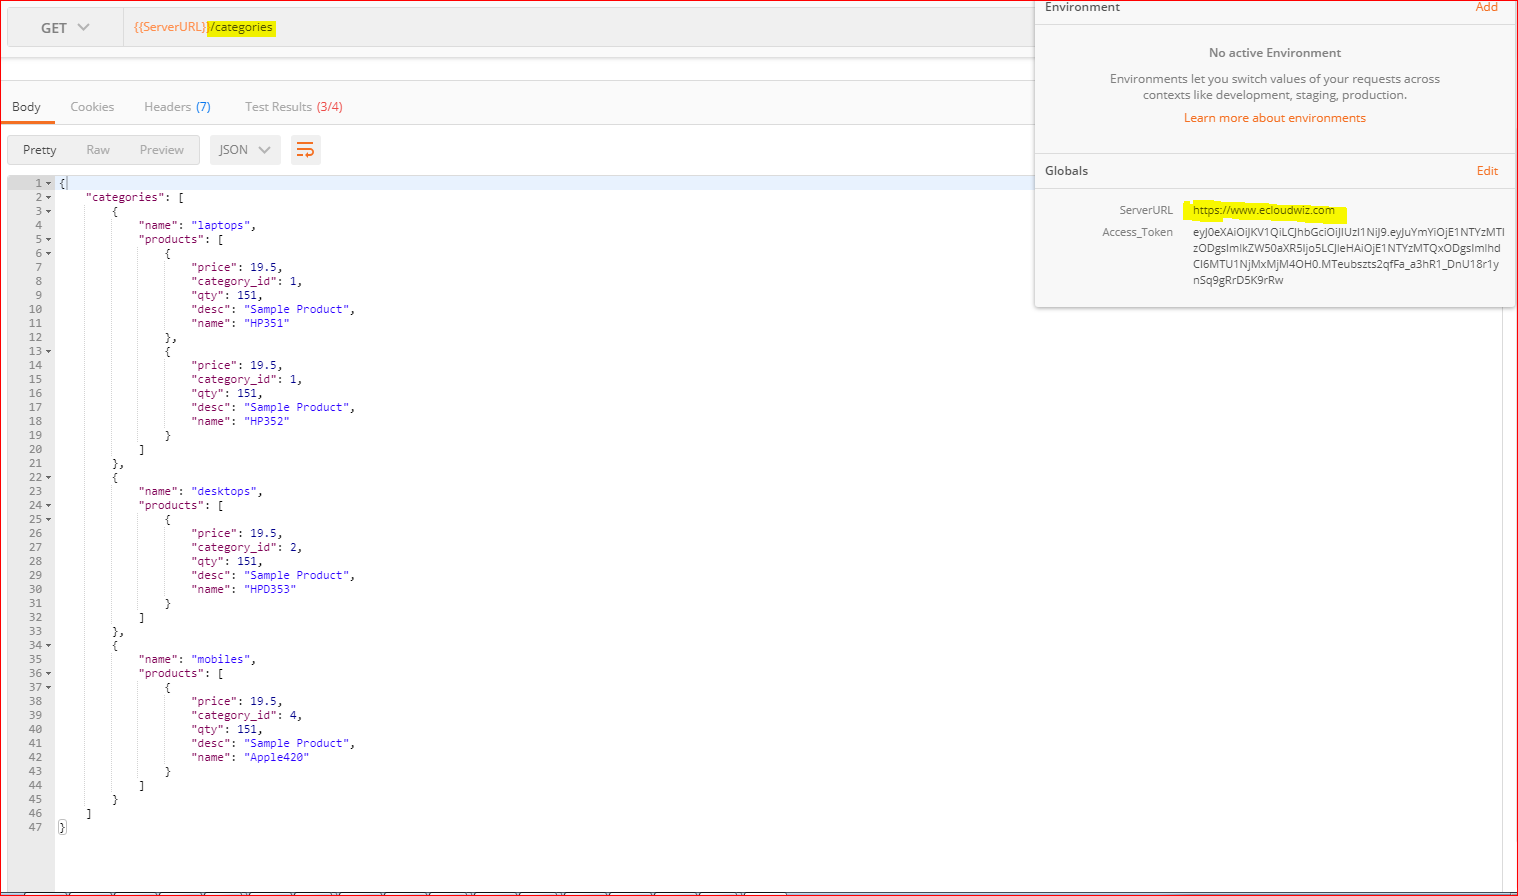 GET {{ServerURL}}/categories
Body Cookies Headers (7) Test Results (3/4)
Pretty Raw Preview JSON
1 {
2 "categories": [
3 {
4 "name": "laptops",
5 "products": [
6 {
7 "price": 19.5,
8 "category_id": 1,
9 "qty": 151,
10 "desc": "Sample Product",
11 "name": "HP351"
12 },
13 {
14 "price": 19.5,
15 "category_id": 1,
16 "qty": 151,
17 "desc": "Sample Product",
18 "name": "HP352"
19 }
20 ]
21 },
22 {
23 "name": "desktops",
24 "products": [
25 {
26 "price": 19.5,
27 "category_id": 2,
28 "qty": 151,
29 "desc": "Sample Product",
30 "name": "HPD353"
31 }
32 ]
33 },
34 {
35 "name": "mobiles",
36 "products": [
37 {
38 "price": 19.5,
39 "category_id": 4,
40 "qty": 151,
41 "desc": "Sample Product",
42 "name": "Apple420"
43 }
44 ]
45 }
46 ]
47 }
Environment Add
No active Environment
Environments let you switch values of your requests across
contexts like development, staging, production.
Learn more about environments
Globals Edit
ServerURL https://www.ecloudwiz.com
Access_Token